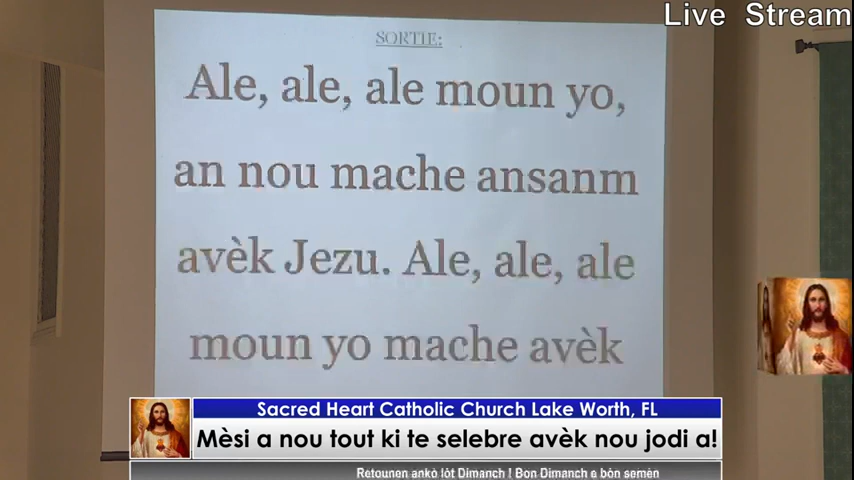 Live Stream
SORTIE:
Ale, ale, ale moun yo,
an nou mache ansanm
avèk Jezu. Ale, ale, ale
moun yo mache avèk
Sacred Heart Catholic Church Lake Worth, FL
Mèsi a nou tout ki te selebre avèk nou jodi a!
Retounen ankò lòt Dimanch ! Bon Dimanch e bòn semèn